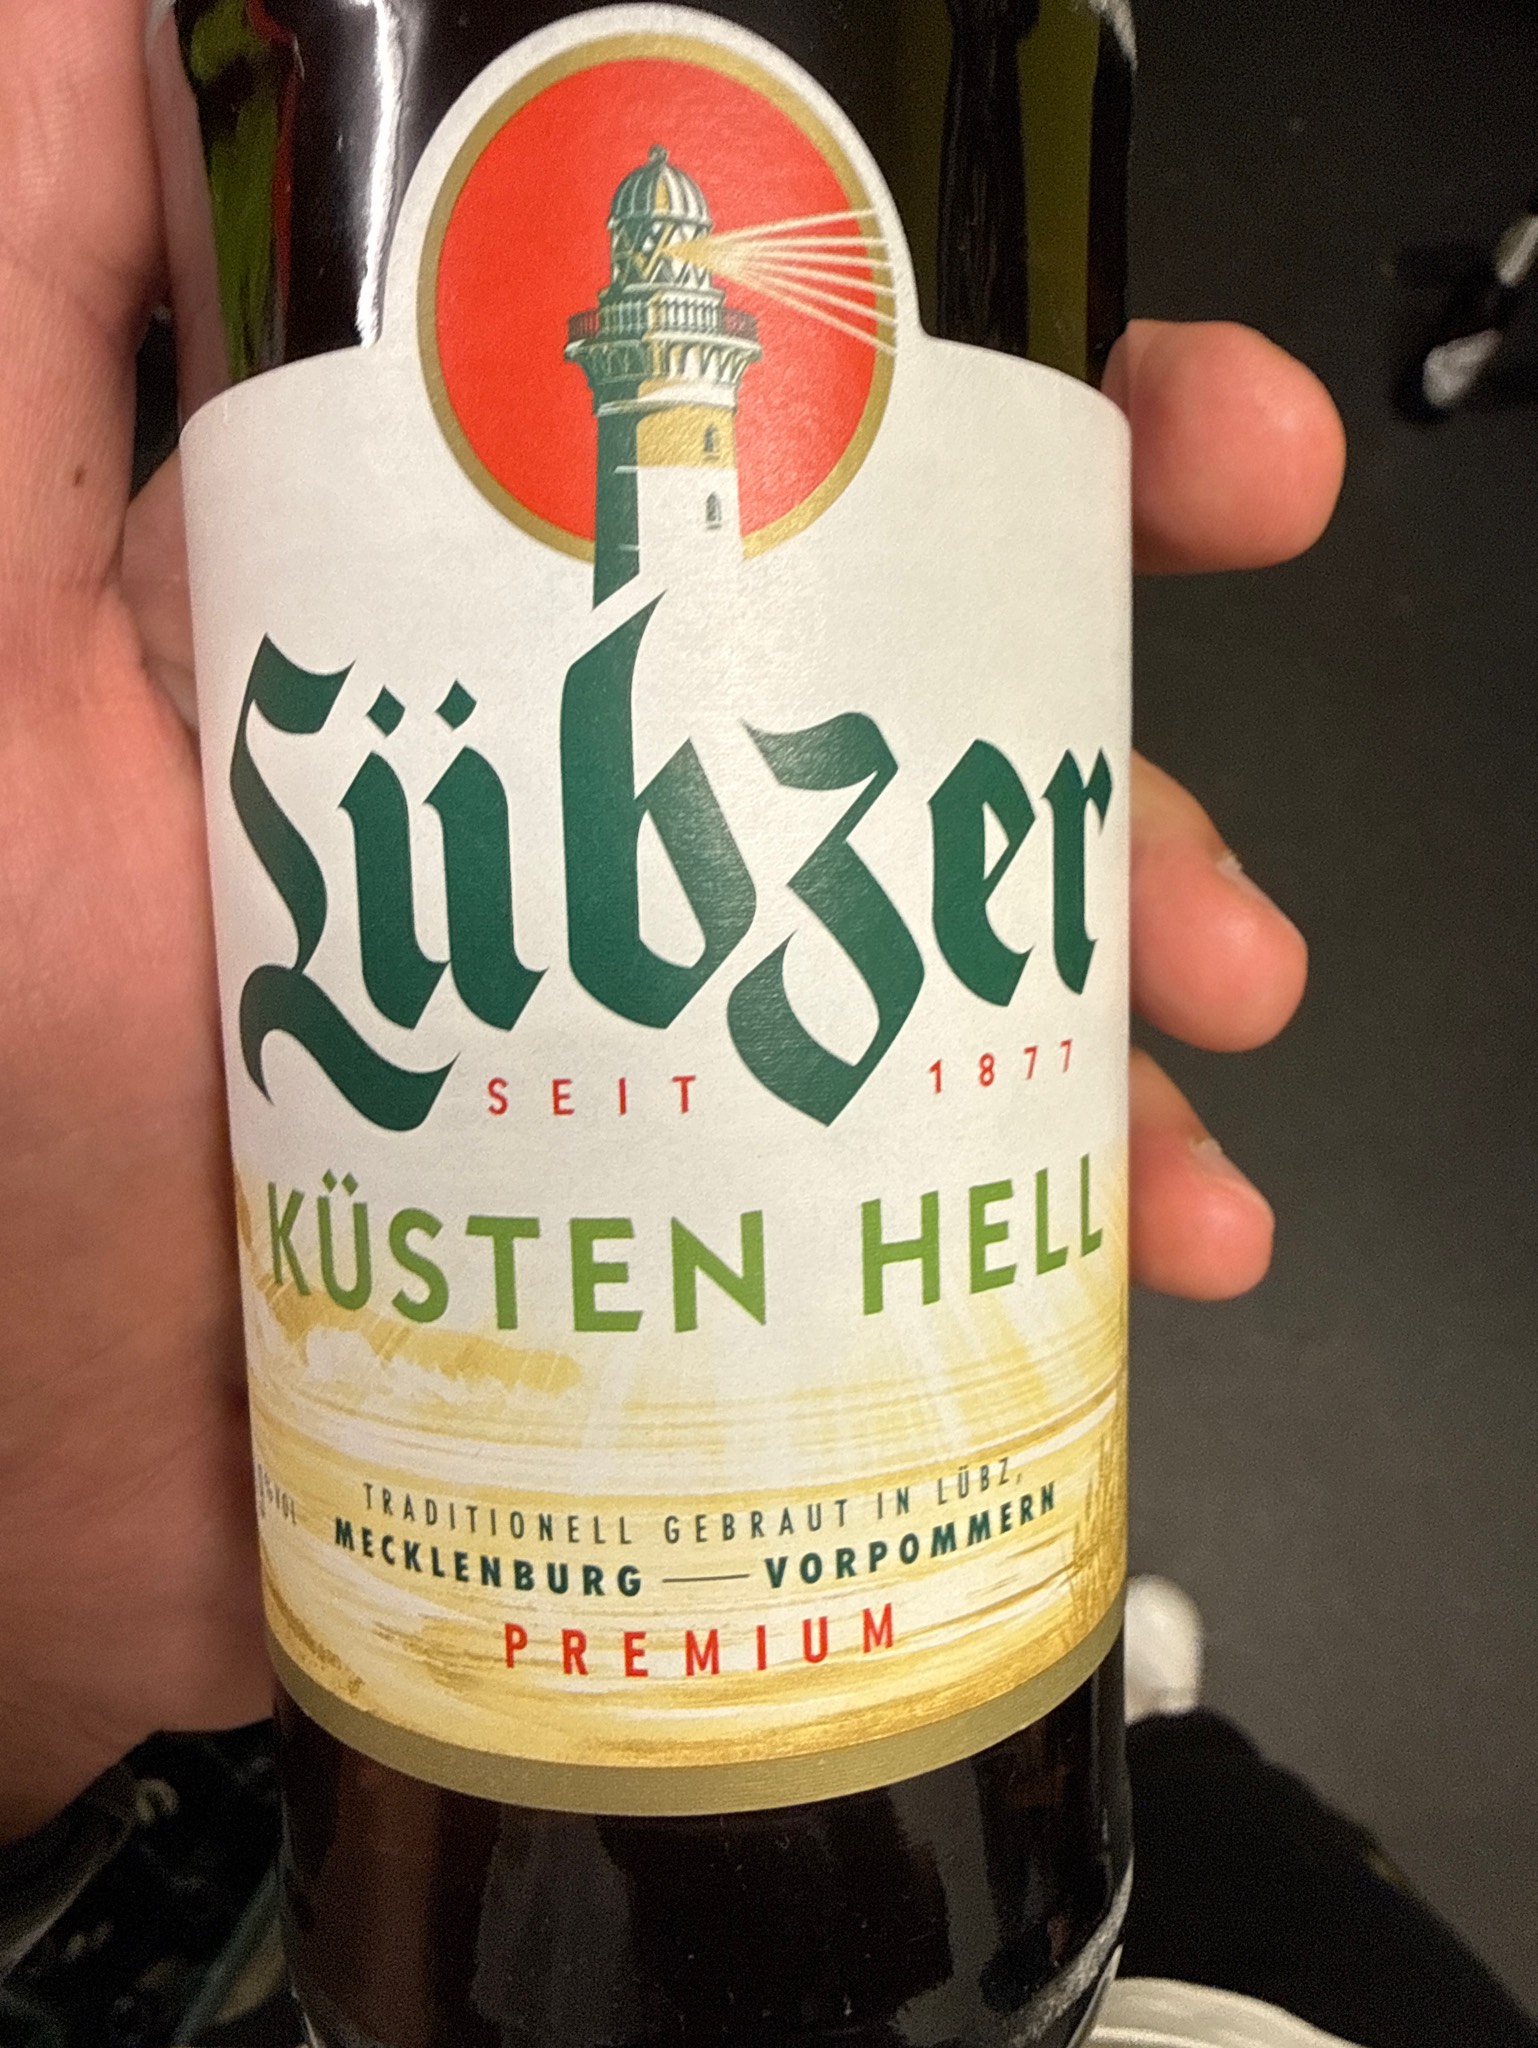 Lübzer
SEIT 1877
KÜSTEN HELL
TRADITIONELL GEBRAUT IN LÜBZ,
MECKLENBURG — VORPOMMERN
PREMIUM